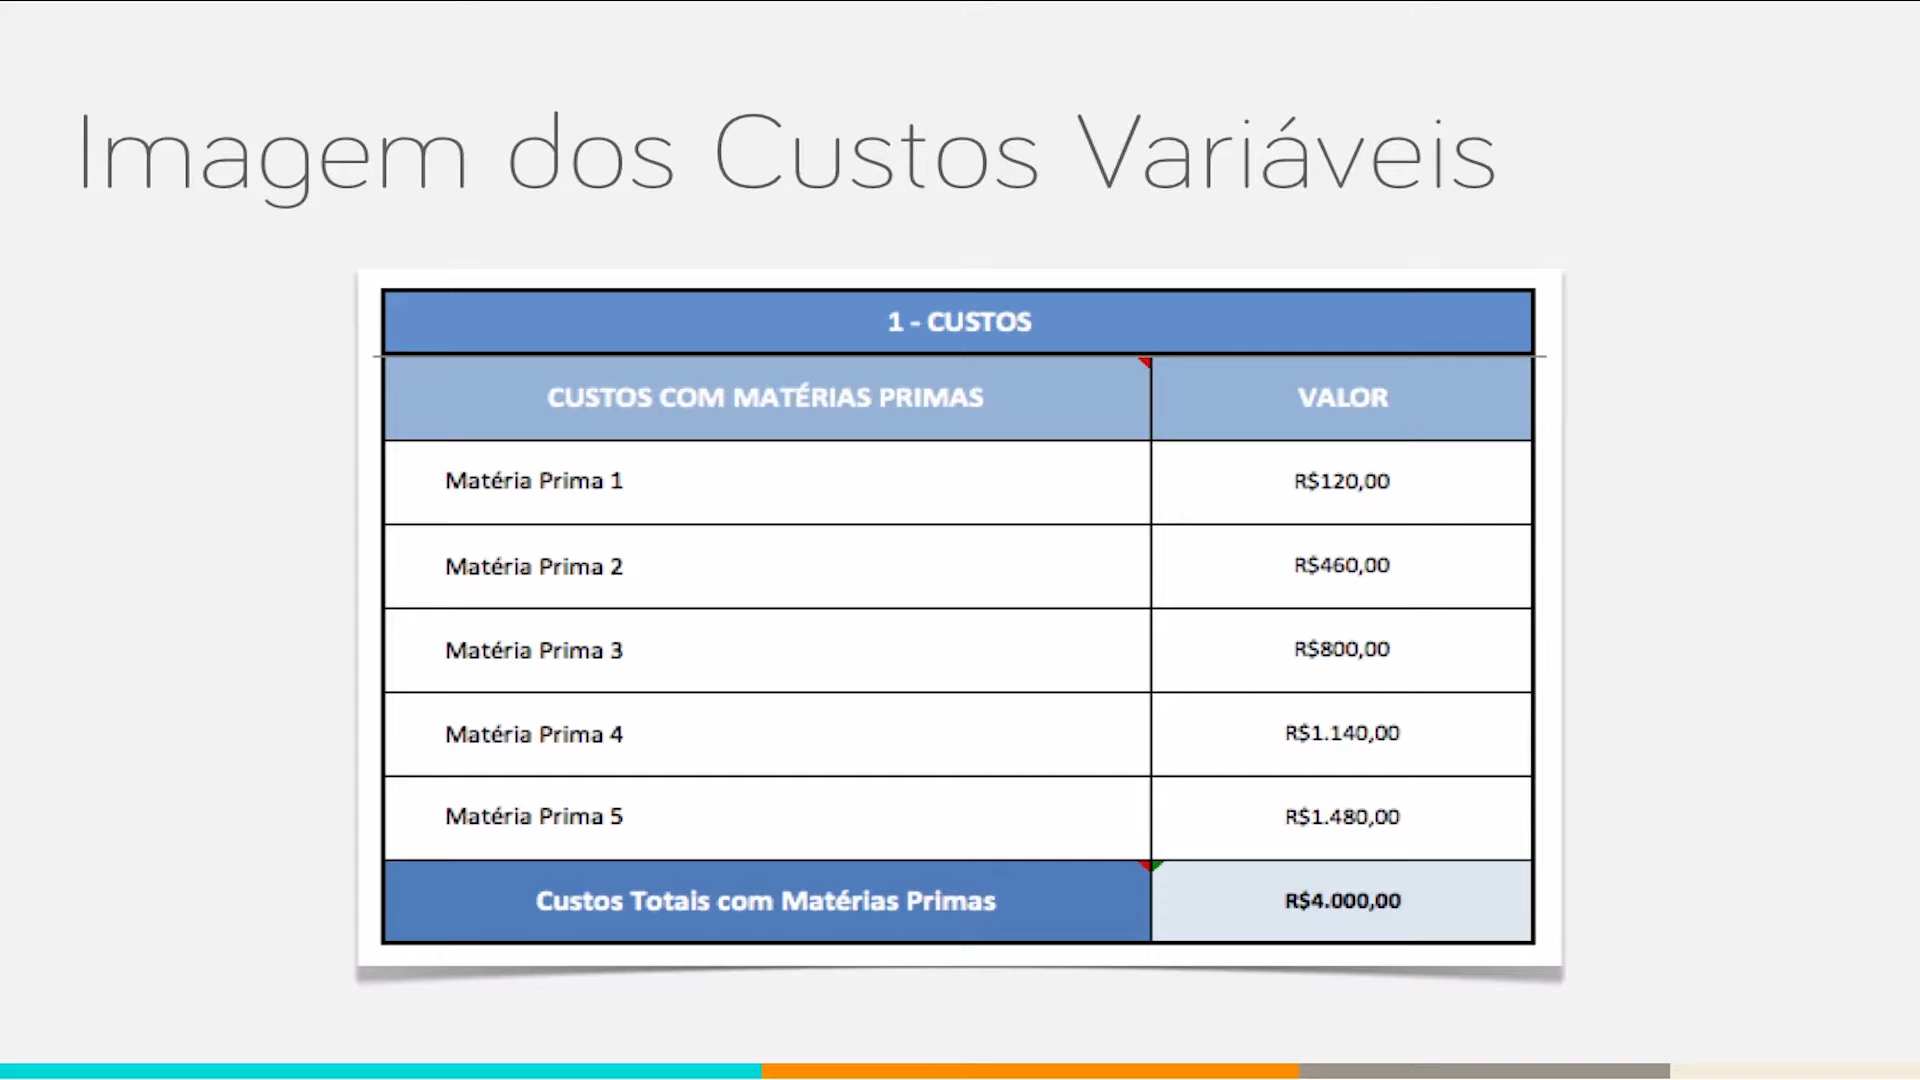 Imagem dos Custos Variáveis
1 - CUSTOS
CUSTOS COM MATÉRIAS PRIMAS VALOR
Matéria Prima 1 R$120,00
Matéria Prima 2 R$460,00
Matéria Prima 3 R$800,00
Matéria Prima 4 R$1.140,00
Matéria Prima 5 R$1.480,00
Custos Totais com Matérias Primas R$4.000,00